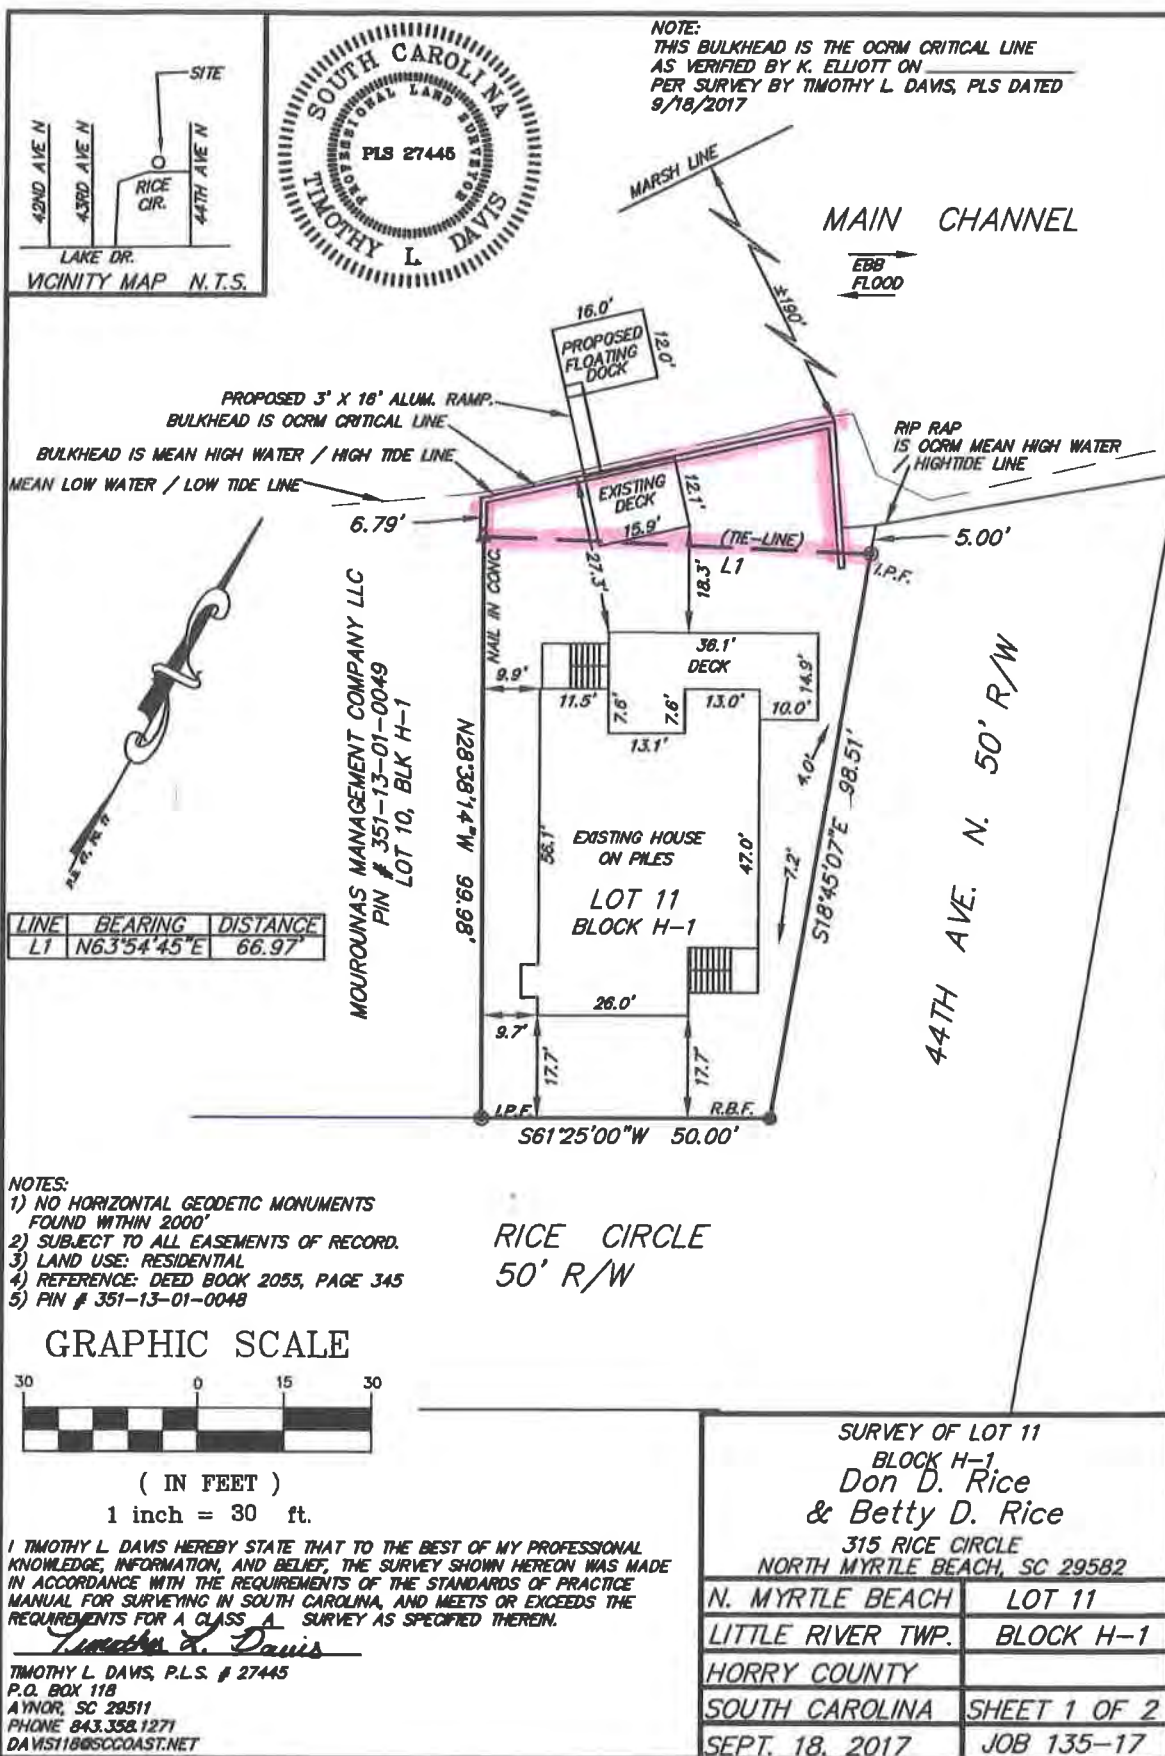 SITE
42ND AVE N
43RD AVE N
RICE
CIR.
44TH AVE N
LAKE DR.
VICINITY MAP N.T.S.
SOUTH CAROLINA
PROFESSIONAL LAND SURVEYOR
PLS 27445
TIMOTHY L. DAVIS
NOTE:
THIS BULKHEAD IS THE OCRM CRITICAL LINE
AS VERIFIED BY K. ELLIOTT ON
PER SURVEY BY TIMOTHY L. DAVIS, PLS DATED
9/18/2017
MARSH LINE
MAIN CHANNEL
EBB
FLOOD
±190'
16.0'
12.0'
PROPOSED
FLOATING
DOCK
PROPOSED 3' X 16' ALUM. RAMP.
BULKHEAD IS OCRM CRITICAL LINE
BULKHEAD IS MEAN HIGH WATER / HIGH TIDE LINE
MEAN LOW WATER / LOW TIDE LINE
RIP RAP
IS OCRM MEAN HIGH WATER
/ HIGHTIDE LINE
6.79'
EXISTING
DECK
12.1'
15.9'
(TIE-LINE)
L1
5.00'
I.P.F.
27.3'
18.3'
NAIL IN CONC.
36.1'
DECK
14.9'
9.9'
11.5'
7.6'
7.6'
13.0'
10.0'
13.1'
MOUROUNAS MANAGEMENT COMPANY LLC
PIN # 351-13-01-0049
LOT 10, BLK H-1
N28°38'14"W 99.98'
56.1'
EXISTING HOUSE
ON PILES
47.0'
LOT 11
BLOCK H-1
4.0'
7.2'
S18°45'07"E 98.51'
44TH AVE. N. 50' R/W
LINE BEARING DISTANCE
L1 N63°54'45"E 66.97'
26.0'
9.7'
17.7'
17.7'
I.P.F.
R.B.F.
S61°25'00"W 50.00'
NOTES:
1) NO HORIZONTAL GEODETIC MONUMENTS
FOUND WITHIN 2000'
2) SUBJECT TO ALL EASEMENTS OF RECORD.
3) LAND USE: RESIDENTIAL
4) REFERENCE: DEED BOOK 2055, PAGE 345
5) PIN # 351-13-01-0048
RICE CIRCLE
50' R/W
GRAPHIC SCALE
30 0 15 30
( IN FEET )
1 inch = 30 ft.
I TIMOTHY L. DAVIS HEREBY STATE THAT TO THE BEST OF MY PROFESSIONAL
KNOWLEDGE, INFORMATION, AND BELIEF, THE SURVEY SHOWN HEREON WAS MADE
IN ACCORDANCE WITH THE REQUIREMENTS OF THE STANDARDS OF PRACTICE
MANUAL FOR SURVEYING IN SOUTH CAROLINA, AND MEETS OR EXCEEDS THE
REQUIREMENTS FOR A CLASS A SURVEY AS SPECIFIED THEREIN.
Timothy L. Davis
TIMOTHY L. DAVIS, P.L.S. # 27445
P.O. BOX 118
AYNOR, SC 29511
PHONE 843.358.1271
DAVIS118@SCCOAST.NET
SURVEY OF LOT 11
BLOCK H-1
Don D. Rice
& Betty D. Rice
315 RICE CIRCLE
NORTH MYRTLE BEACH, SC 29582
N. MYRTLE BEACH LOT 11
LITTLE RIVER TWP. BLOCK H-1
HORRY COUNTY
SOUTH CAROLINA SHEET 1 OF 2
SEPT. 18, 2017 JOB 135-17